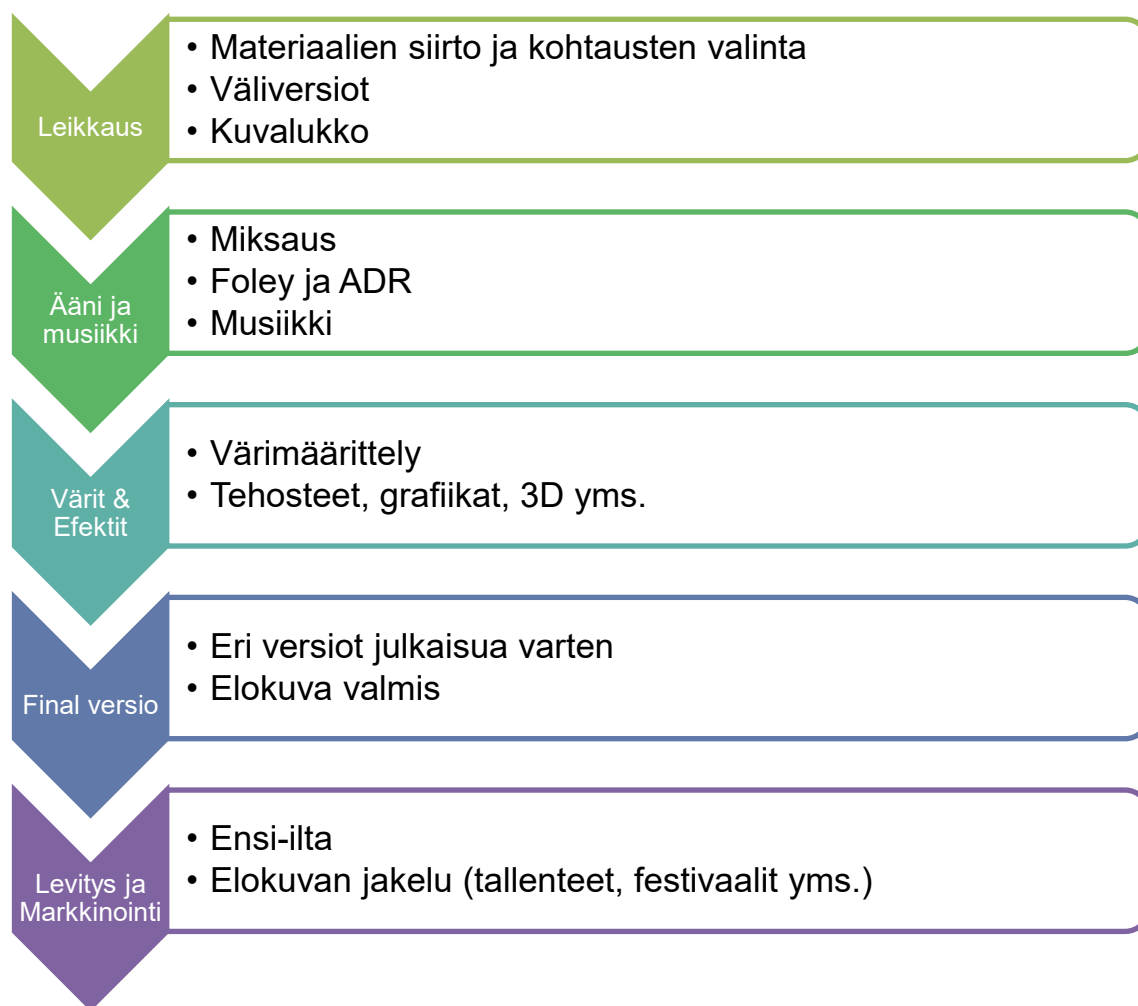 Leikkaus
• Materiaalien siirto ja kohtausten valinta
• Väliversiot
• Kuvalukko
Ääni ja
musiikki
• Miksaus
• Foley ja ADR
• Musiikki
Värit &
Efektit
• Värimäärittely
• Tehosteet, grafiikat, 3D yms.
Final versio
• Eri versiot julkaisua varten
• Elokuva valmis
Levitys ja
Markkinointi
• Ensi-ilta
• Elokuvan jakelu (tallenteet, festivaalit yms.)